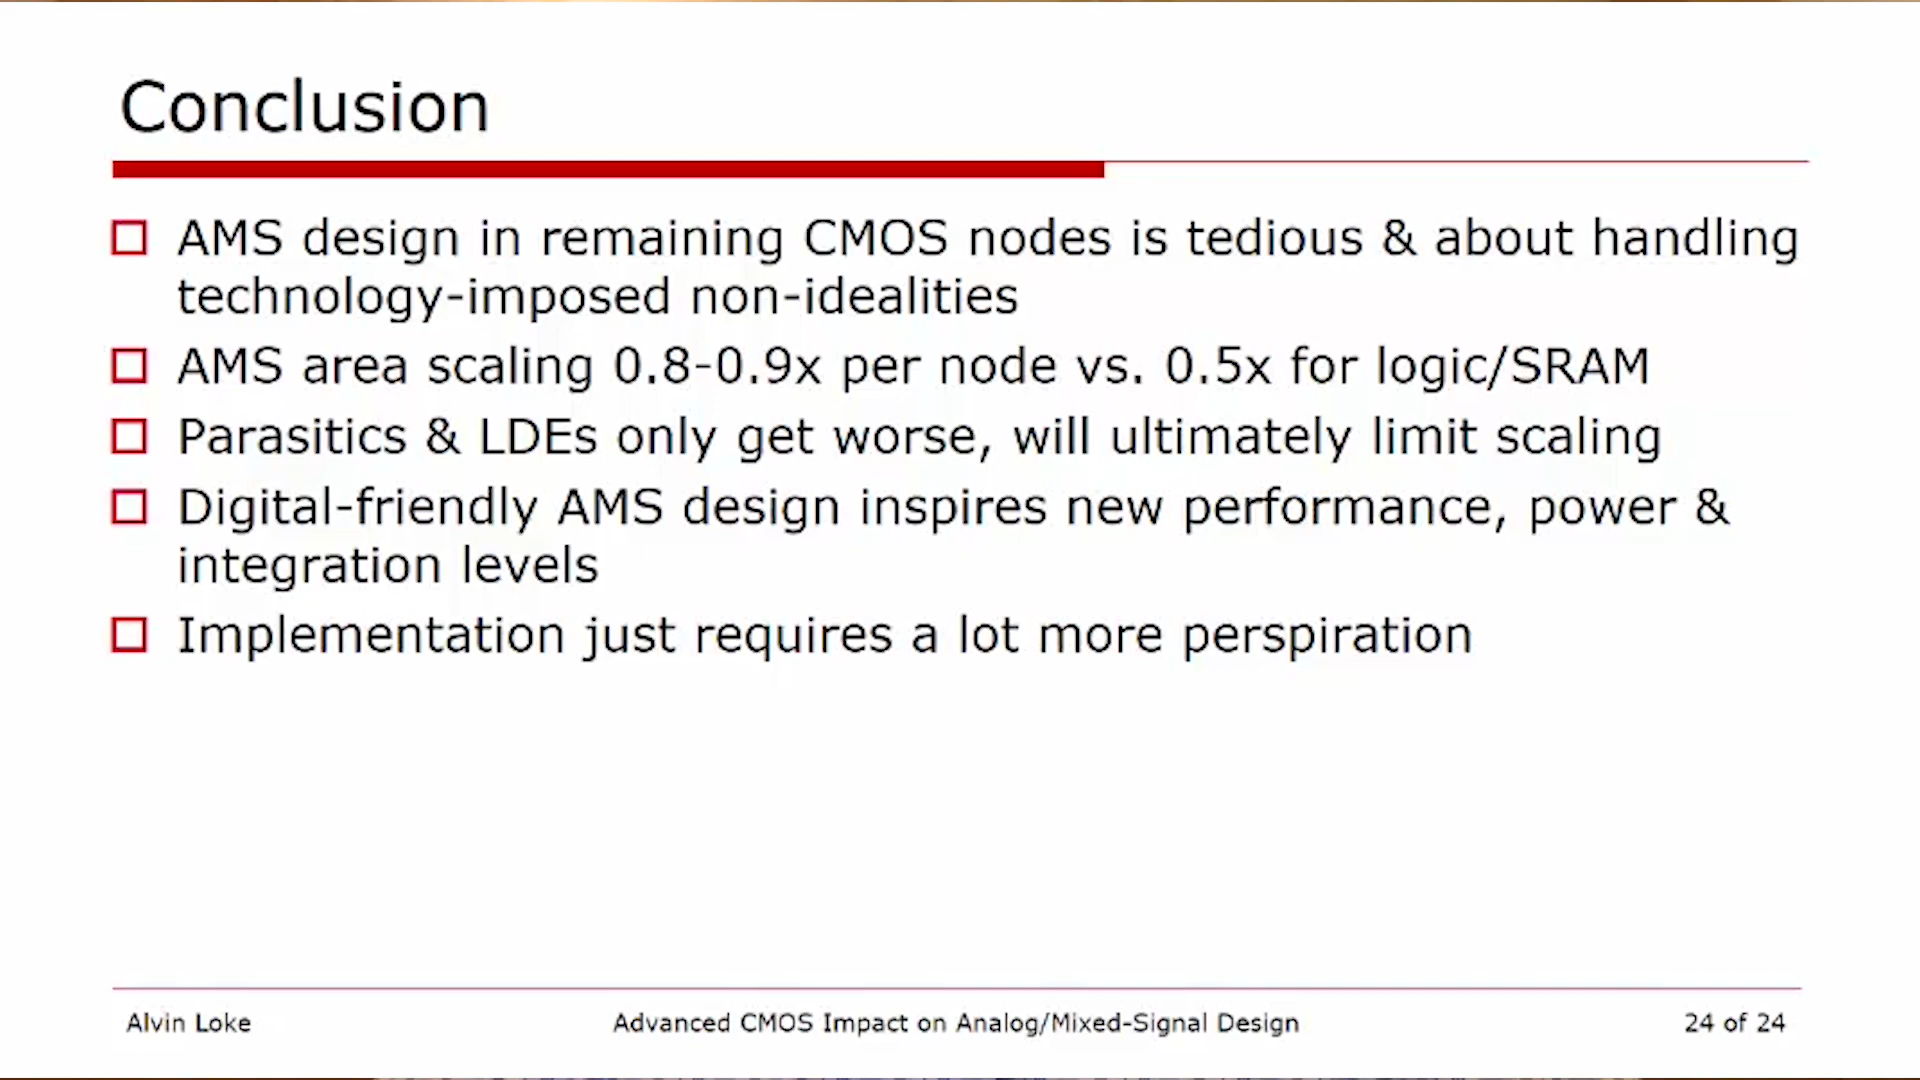 Conclusion
AMS design in remaining CMOS nodes is tedious & about handling
technology-imposed non-idealities
AMS area scaling 0.8-0.9x per node vs. 0.5x for logic/SRAM
Parasitics & LDEs only get worse, will ultimately limit scaling
Digital-friendly AMS design inspires new performance, power &
integration levels
Implementation just requires a lot more perspiration
Alvin Loke
Advanced CMOS Impact on Analog/Mixed-Signal Design
24 of 24